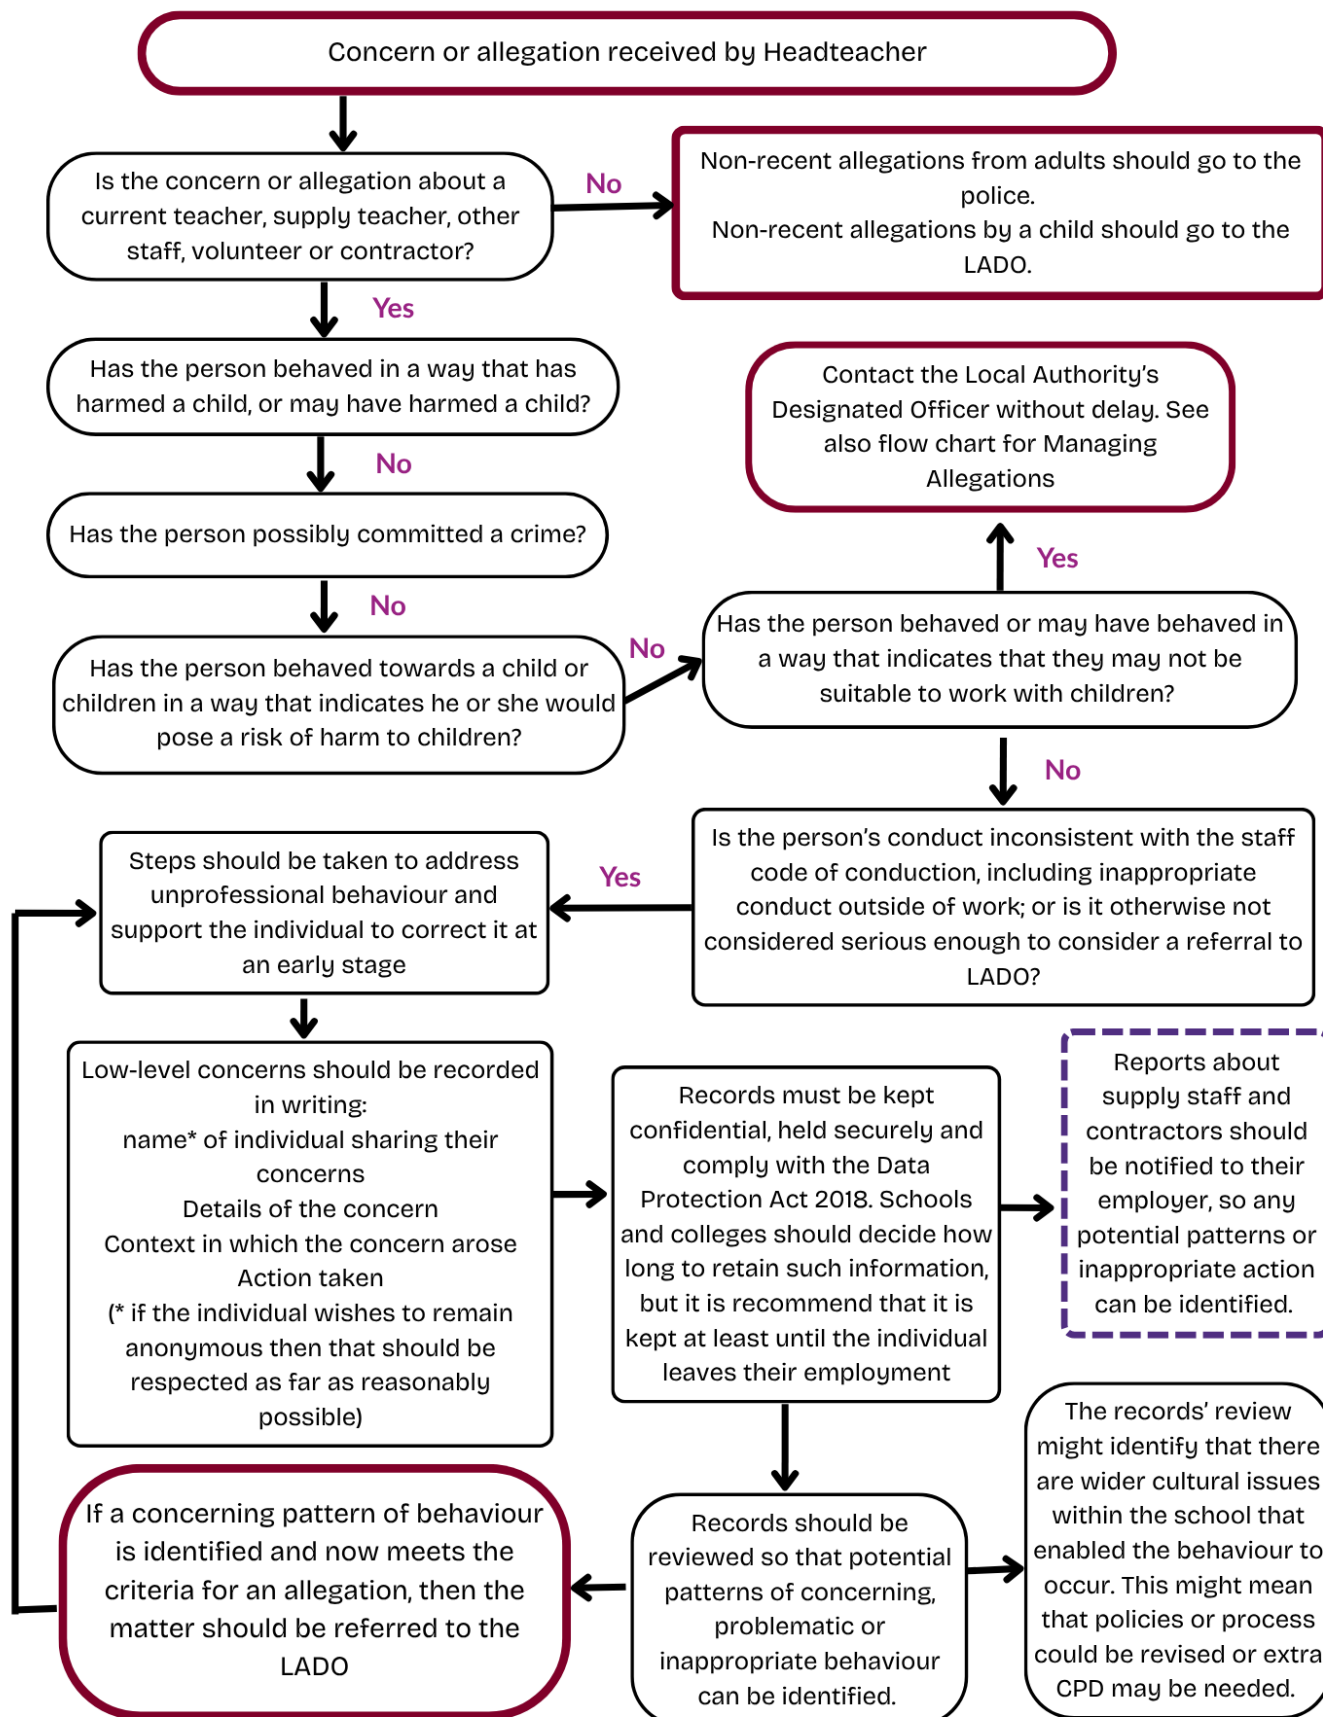 Concern or allegation received by Headteacher
Is the concern or allegation about a
current teacher, supply teacher, other
staff, volunteer or contractor?
No
Non-recent allegations from adults should go to the
police.
Non-recent allegations by a child should go to the
LADO.
Yes
Has the person behaved in a way that has
harmed a child, or may have harmed a child?
No
Contact the Local Authority's
Designated Officer without delay. See
also flow chart for Managing
Allegations
Has the person possibly committed a crime?
No
Yes
Has the person behaved towards a child or
children in a way that indicates he or she would
pose a risk of harm to children?
No
Has the person behaved or may have behaved in
a way that indicates that they may not be
suitable to work with children?
No
Is the person's conduct inconsistent with the staff
code of conduction, including inappropriate
conduct outside of work; or is it otherwise not
considered serious enough to consider a referral to
LADO?
Yes
Steps should be taken to address
unprofessional behaviour and
support the individual to correct it at
an early stage
Low-level concerns should be recorded
in writing:
name* of individual sharing their
concerns
Details of the concern
Context in which the concern arose
Action taken
(* if the individual wishes to remain
anonymous then that should be
respected as far as reasonably
possible)
Records must be kept
confidential, held securely and
comply with the Data
Protection Act 2018. Schools
and colleges should decide how
long to retain such information,
but it is recommend that it is
kept at least until the individual
leaves their employment
Reports about
supply staff and
contractors should
be notified to their
employer, so any
potential patterns or
inappropriate action
can be identified.
Records should be
reviewed so that potential
patterns of concerning,
problematic or
inappropriate behaviour
can be identified.
The records' review
might identify that there
are wider cultural issues
within the school that
enabled the behaviour to
occur. This might mean
that policies or process
could be revised or extra
CPD may be needed.
If a concerning pattern of behaviour
is identified and now meets the
criteria for an allegation, then the
matter should be referred to the
LADO